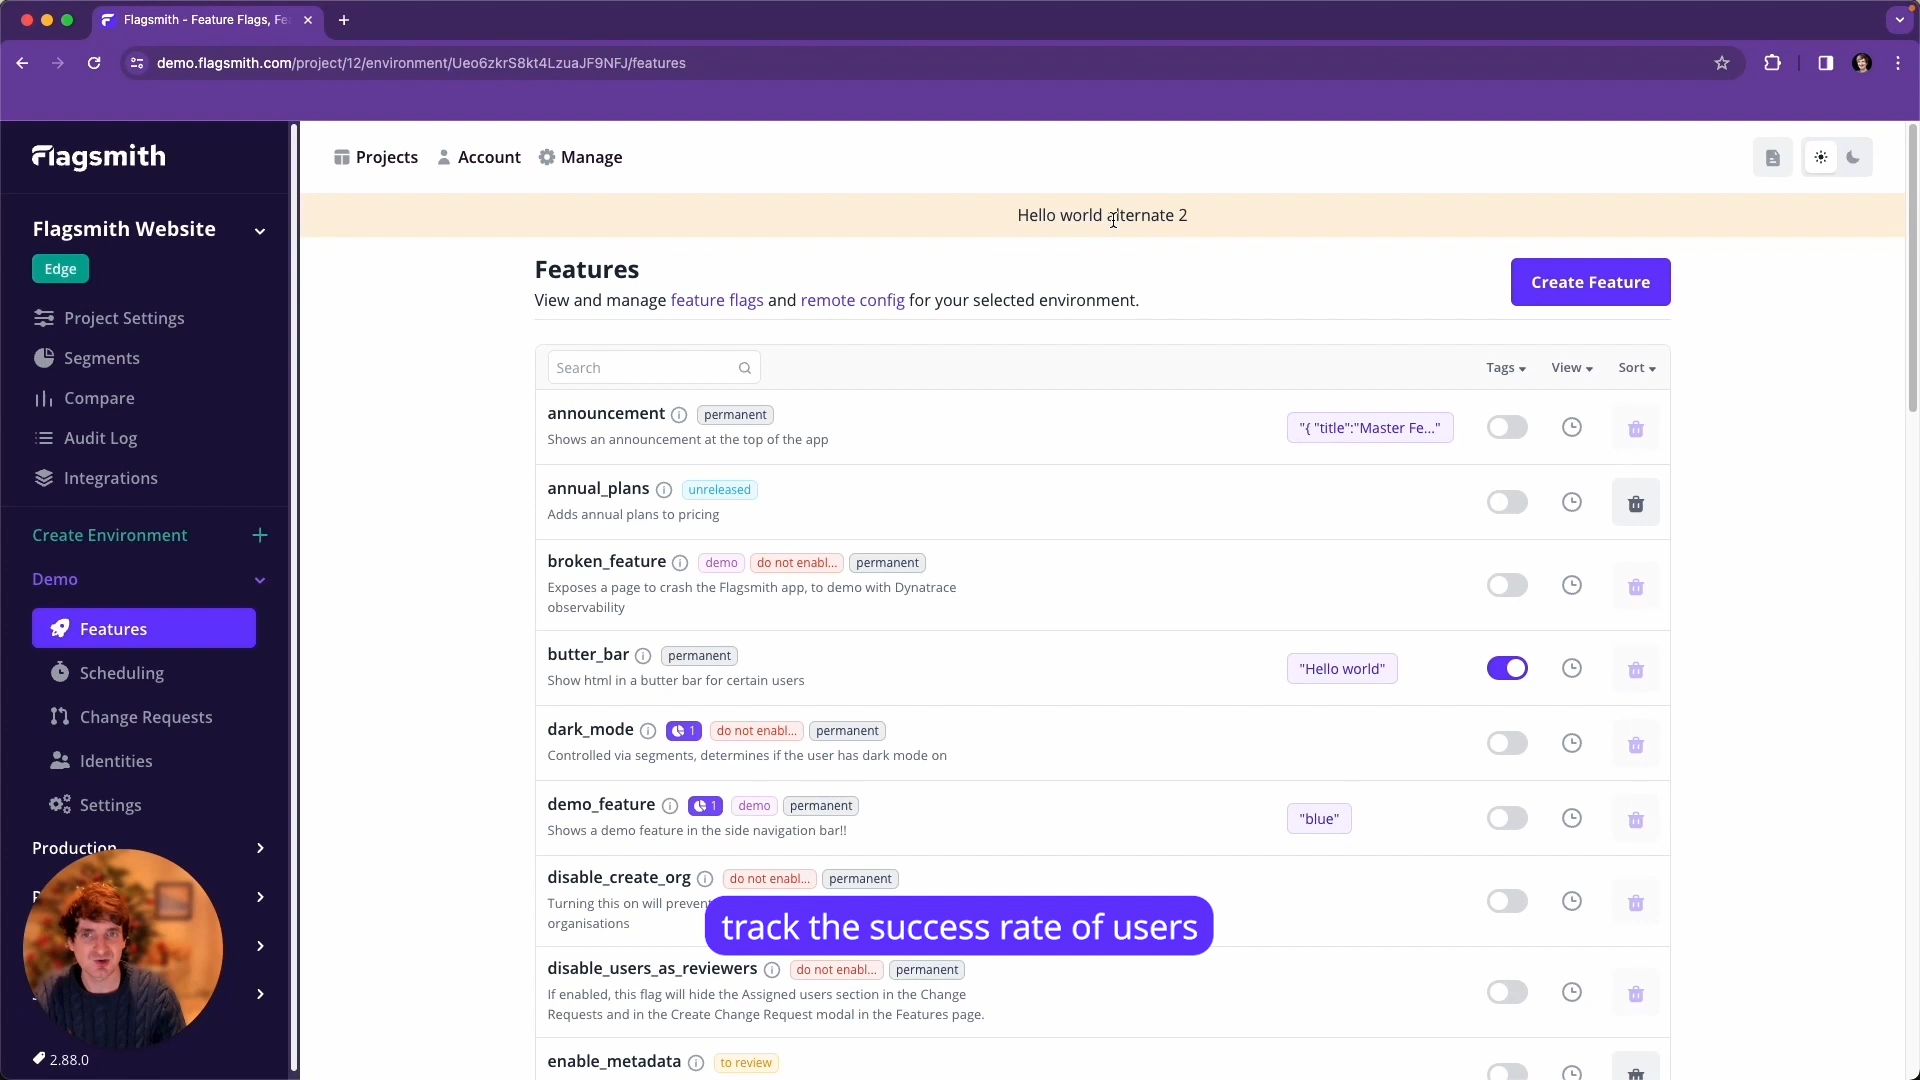 Flagsmith - Feature Flags, Fe
demo.flagsmith.com/project/12/environment/Ueo6zkrS8kt4LzuaJF9NFJ/features
Flagsmith
Projects
Account
Manage
Hello world alternate 2
Flagsmith Website
Edge
Project Settings
Segments
Compare
Audit Log
Integrations
Create Environment
Demo
Features
Scheduling
Change Requests
Identities
Settings
Production
2.88.0
Features
View and manage feature flags and remote config for your selected environment.
Create Feature
Search
Tags
View
Sort
announcement permanent
Shows an announcement at the top of the app
"{ "title":"Master Fe..."
annual_plans unreleased
Adds annual plans to pricing
broken_feature demo do not enabl... permanent
Exposes a page to crash the Flagsmith app, to demo with Dynatrace
observability
butter_bar permanent
Show html in a butter bar for certain users
"Hello world"
dark_mode 1 do not enabl... permanent
Controlled via segments, determines if the user has dark mode on
demo_feature 1 demo permanent
Shows a demo feature in the side navigation bar!!
"blue"
disable_create_org do not enabl... permanent
Turning this on will prevent
organisations
track the success rate of users
disable_users_as_reviewers do not enabl... permanent
If enabled, this flag will hide the Assigned users section in the Change
Requests and in the Create Change Request modal in the Features page.
enable_metadata to review